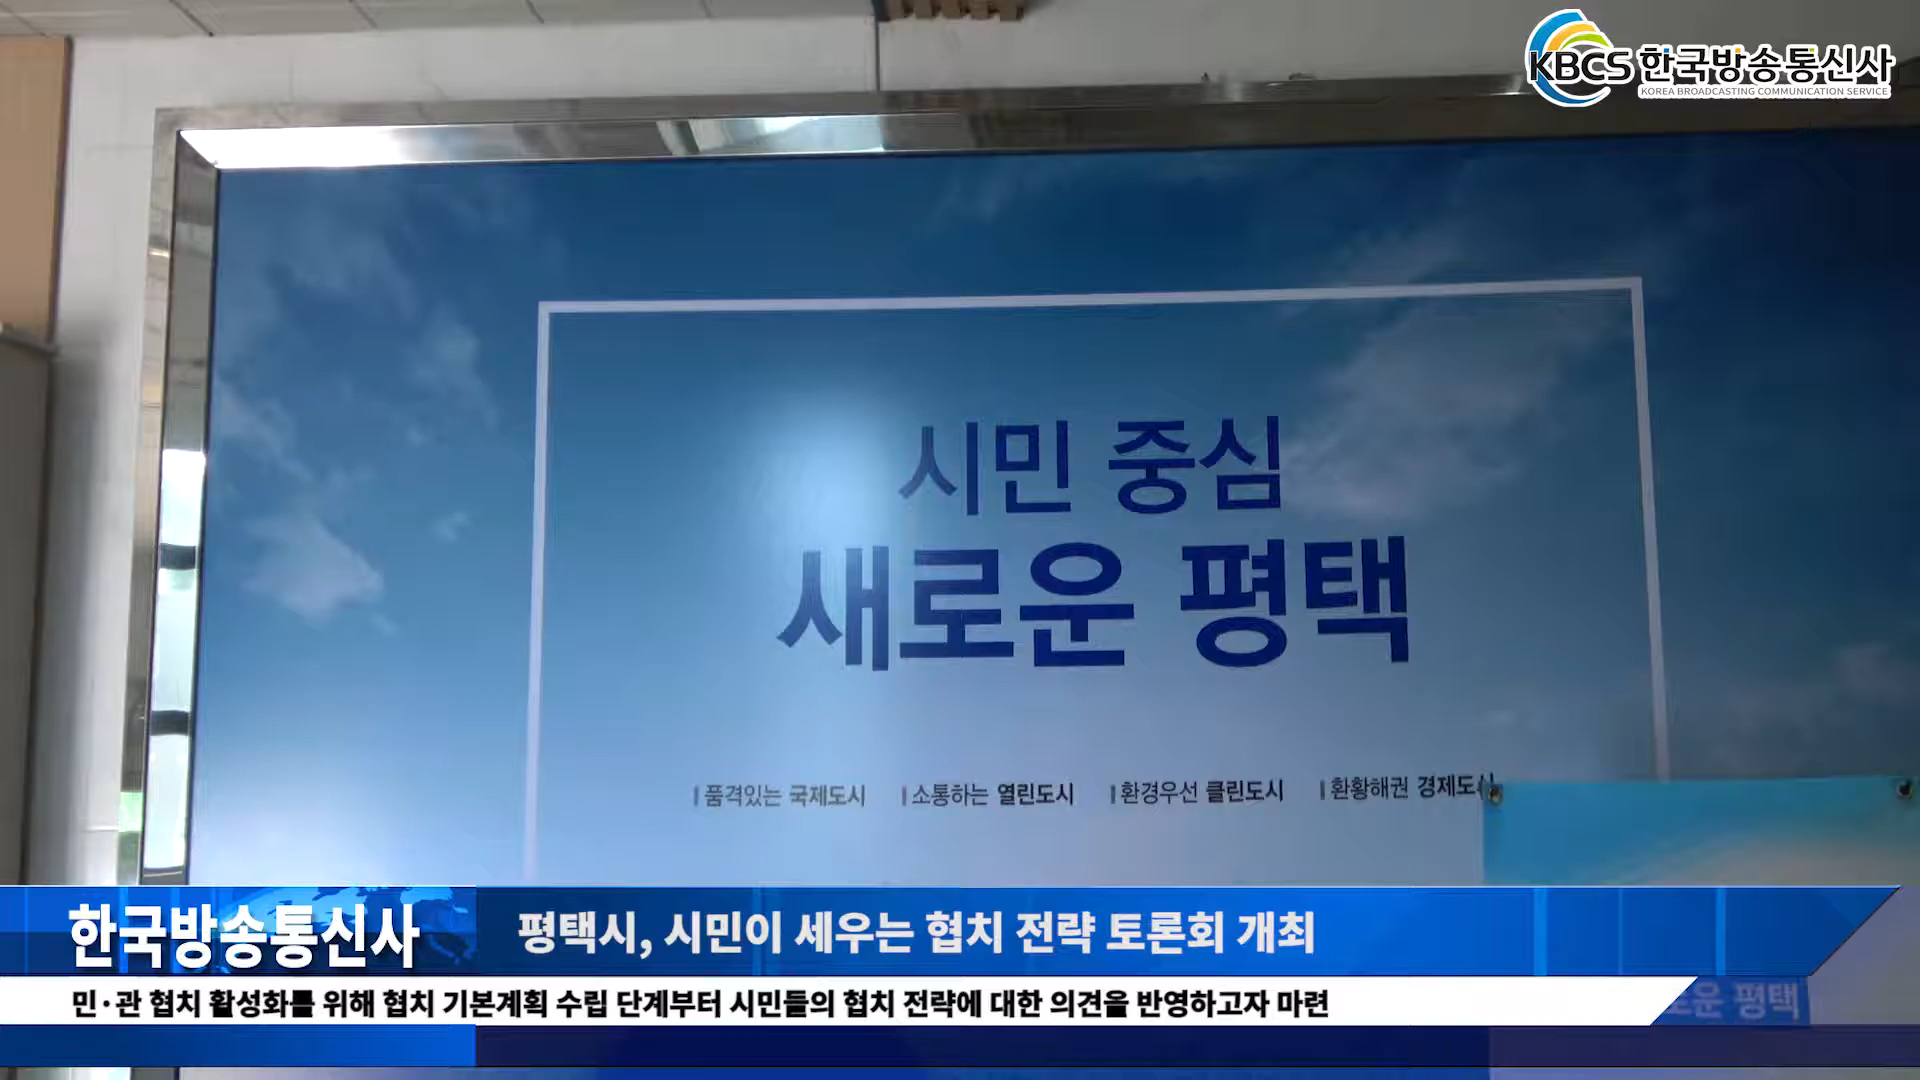 KBCS 한국방송통신사
KOREA BROADCASTING COMMUNICATION SERVICE
시민 중심
새로운 평택
품격있는 국제도시 소통하는 열린도시 환경우선 클린도시 환황해권 경제도시
한국방송통신사
평택시, 시민이 세우는 협치 전략 토론회 개최
민·관 협치 활성화를 위해 협치 기본계획 수립 단계부터 시민들의 협치 전략에 대한 의견을 반영하고자 마련
평택